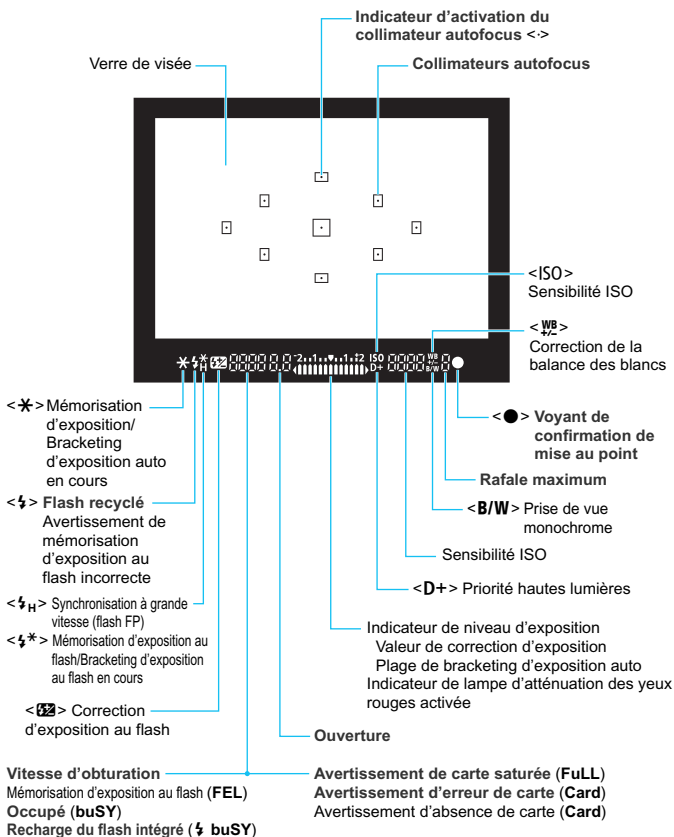 Indicateur d'activation du
collimateur autofocus <·>
Verre de visée
Collimateurs autofocus
<ISO>
Sensibilité ISO
<WB +/->
Correction de la
balance des blancs
2..1..▼..1..‡2 ISO
D+
WB
+/-
B/W
H
<✱> Mémorisation
d'exposition/
Bracketing
d'exposition auto
en cours
<●> Voyant de
confirmation de
mise au point
Rafale maximum
<B/W> Prise de vue
monochrome
<⚡> Flash recyclé
Avertissement de
mémorisation
d'exposition au
flash incorrecte
Sensibilité ISO
<D+> Priorité hautes lumières
<⚡H> Synchronisation à grande
vitesse (flash FP)
<⚡✱> Mémorisation d'exposition au
flash/Bracketing d'exposition
au flash en cours
Indicateur de niveau d'exposition
Valeur de correction d'exposition
Plage de bracketing d'exposition auto
Indicateur de lampe d'atténuation des yeux
rouges activée
<⚡±> Correction
d'exposition au flash
Ouverture
Vitesse d'obturation
Mémorisation d'exposition au flash (FEL)
Occupé (buSY)
Recharge du flash intégré (⚡ buSY)
Avertissement de carte saturée (FuLL)
Avertissement d'erreur de carte (Card)
Avertissement d'absence de carte (Card)